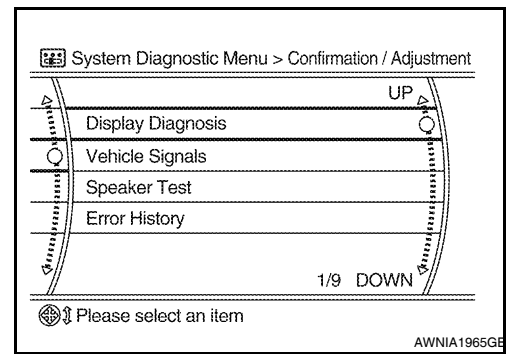 System Diagnostic Menu > Confirmation / Adjustment
UP
Display Diagnosis
Vehicle Signals
Speaker Test
Error History
1/9 DOWN
Please select an item
AWNIA1965GB